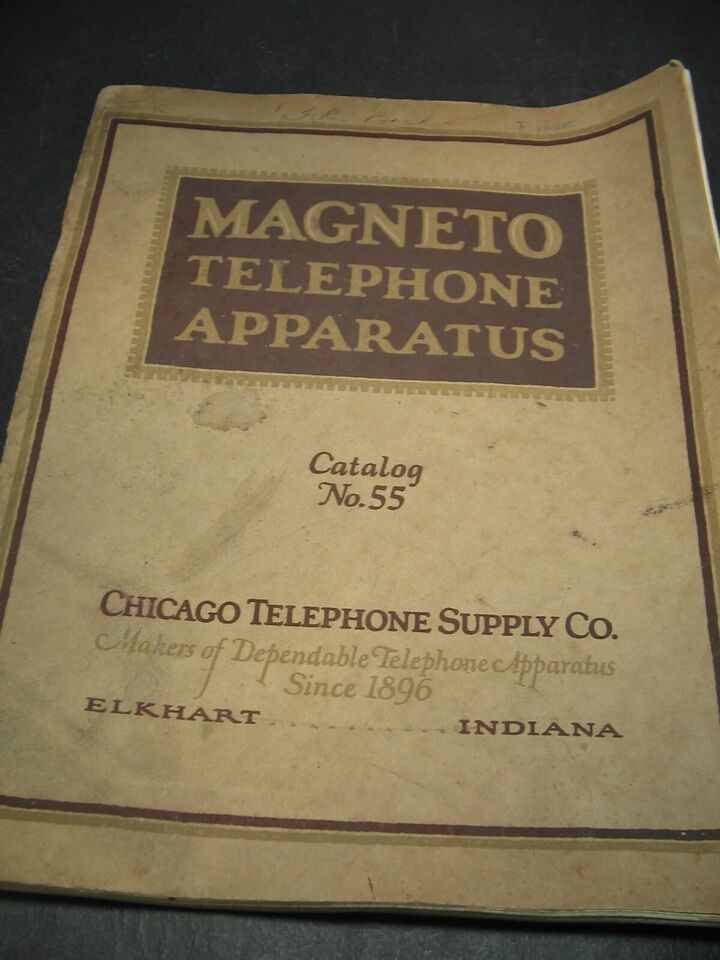 MAGNETO
TELEPHONE
APPARATUS
Catalog
No.55
CHICAGO TELEPHONE SUPPLY CO.
Makers of Dependable Telephone Apparatus
Since 1896
ELKHART ........... INDIANA